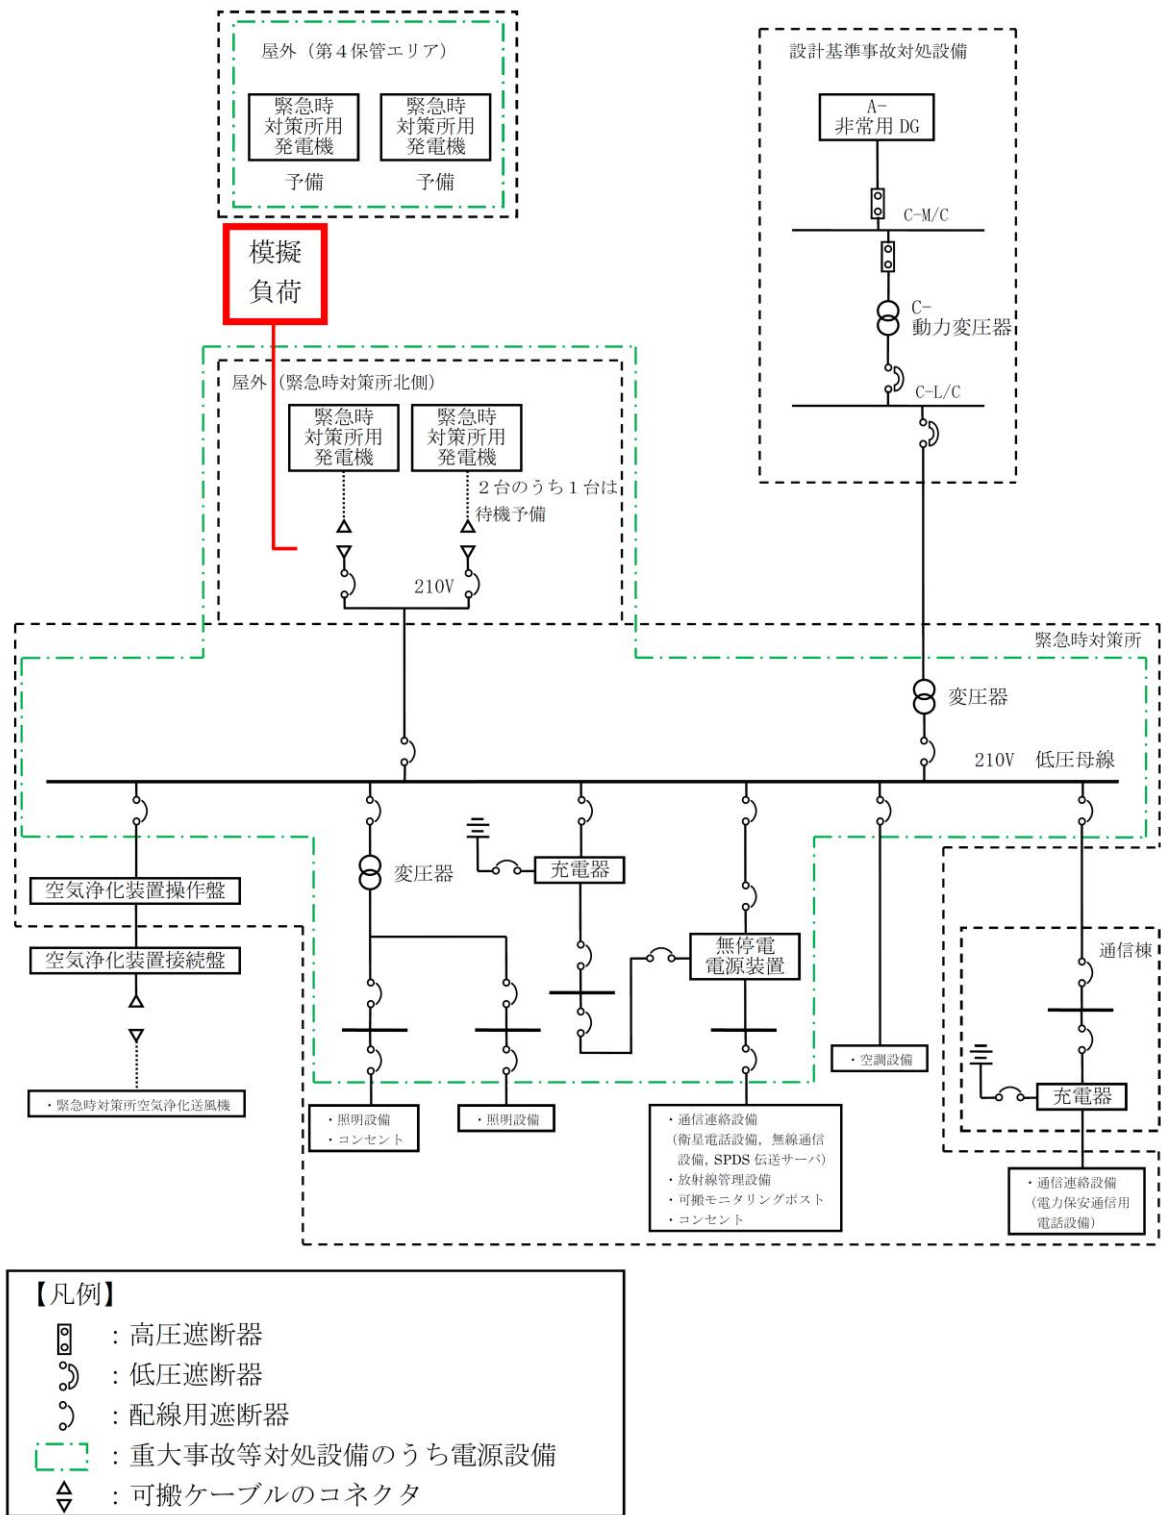 屋外（第４保管エリア）
緊急時
対策所用
発電機
緊急時
対策所用
発電機
予備
予備
模擬
負荷
設計基準事故対処設備
A-
非常用 DG
C-M/C
C-
動力変圧器
C-L/C
屋外（緊急時対策所北側）
緊急時
対策所用
発電機
緊急時
対策所用
発電機
２台のうち１台は
待機予備
210V
緊急時対策所
変圧器
210V 低圧母線
空気浄化装置操作盤
空気浄化装置接続盤
・緊急時対策所空気浄化送風機
変圧器
充電器
無停電
電源装置
・照明設備
・コンセント
・照明設備
・通信連絡設備
（衛星電話設備，無線通信
設備，SPDS 伝送サーバ）
・放射線管理設備
・可搬モニタリングポスト
・コンセント
・空調設備
通信棟
充電器
・通信連絡設備
（電力保安通信用
電話設備）
【凡例】
：高圧遮断器
：低圧遮断器
：配線用遮断器
：重大事故等対処設備のうち電源設備
：可搬ケーブルのコネクタ